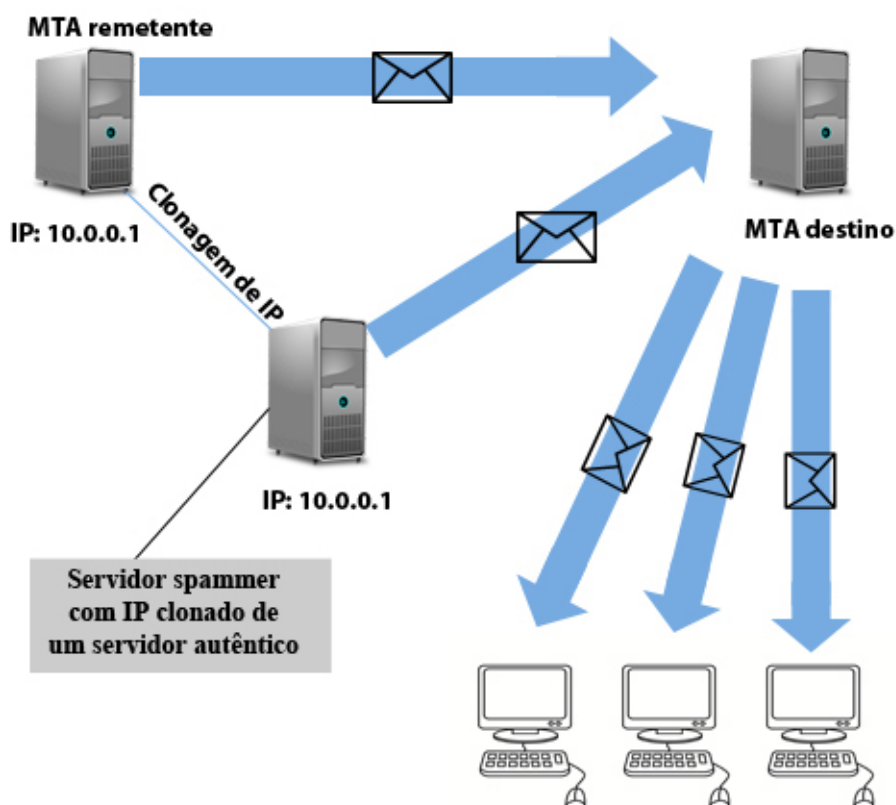 MTA remetente
IP: 10.0.0.1
Clonagem de IP
MTA destino
IP: 10.0.0.1
Servidor spammer
com IP clonado de
um servidor autêntico